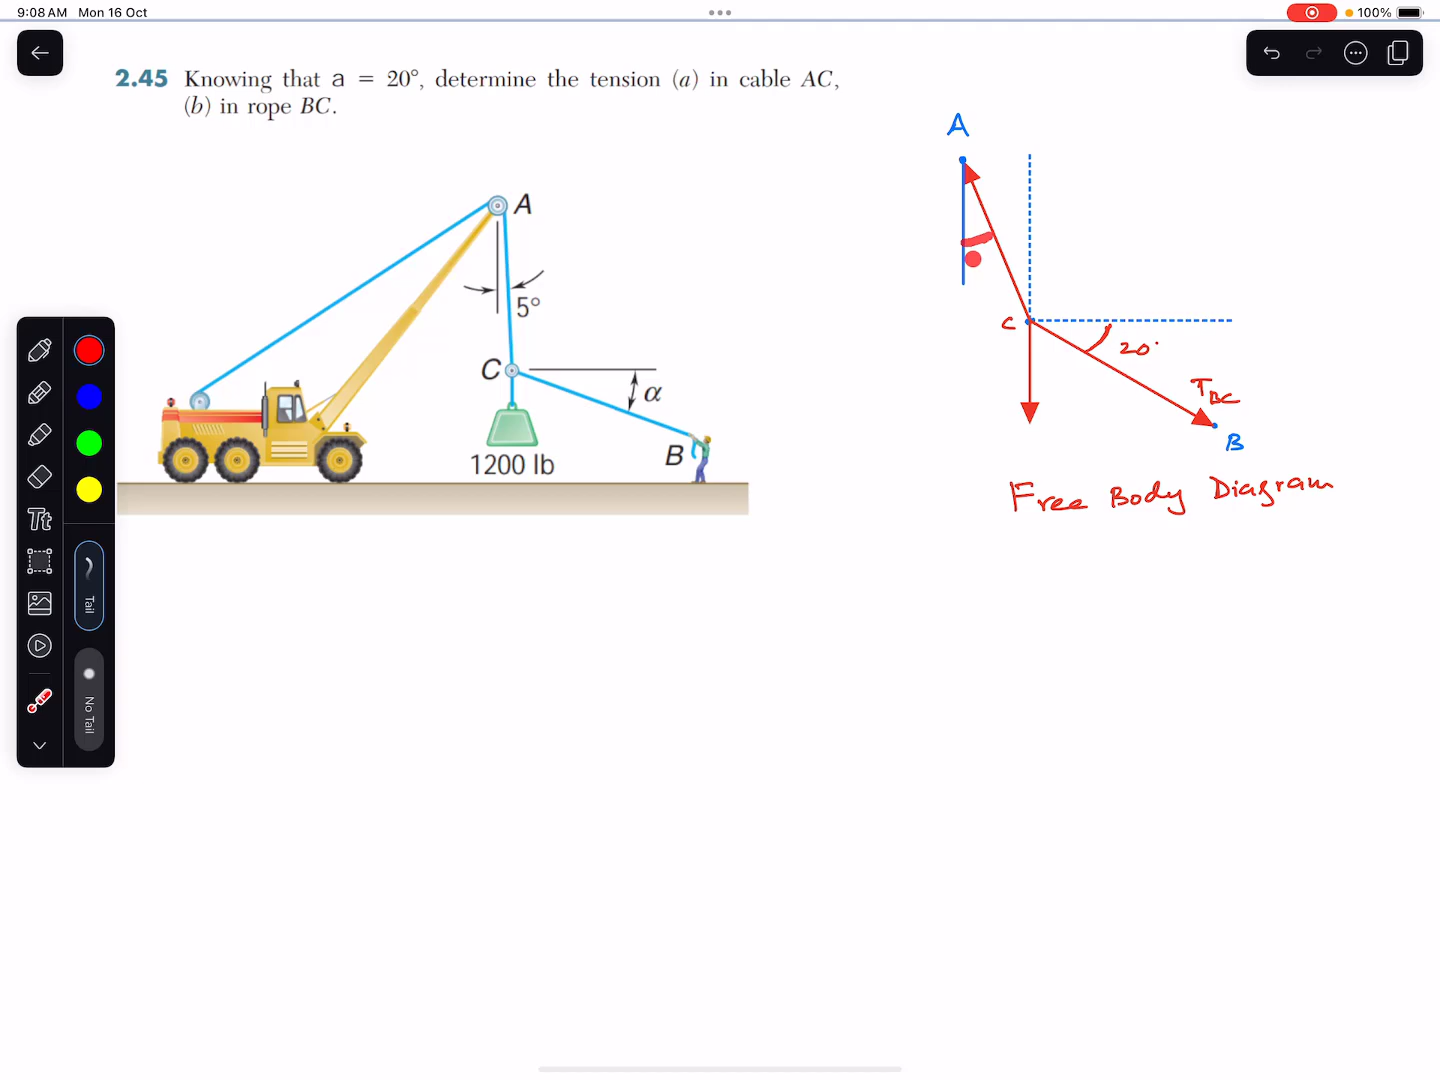 9:08 AM Mon 16 Oct
100%
2.45 Knowing that a = 20°, determine the tension (a) in cable AC,
(b) in rope BC.
A
A
5°
C
α
B
1200 lb
C
20°
TBC
B
Free Body Diagram
Tt
Tail
No Tail